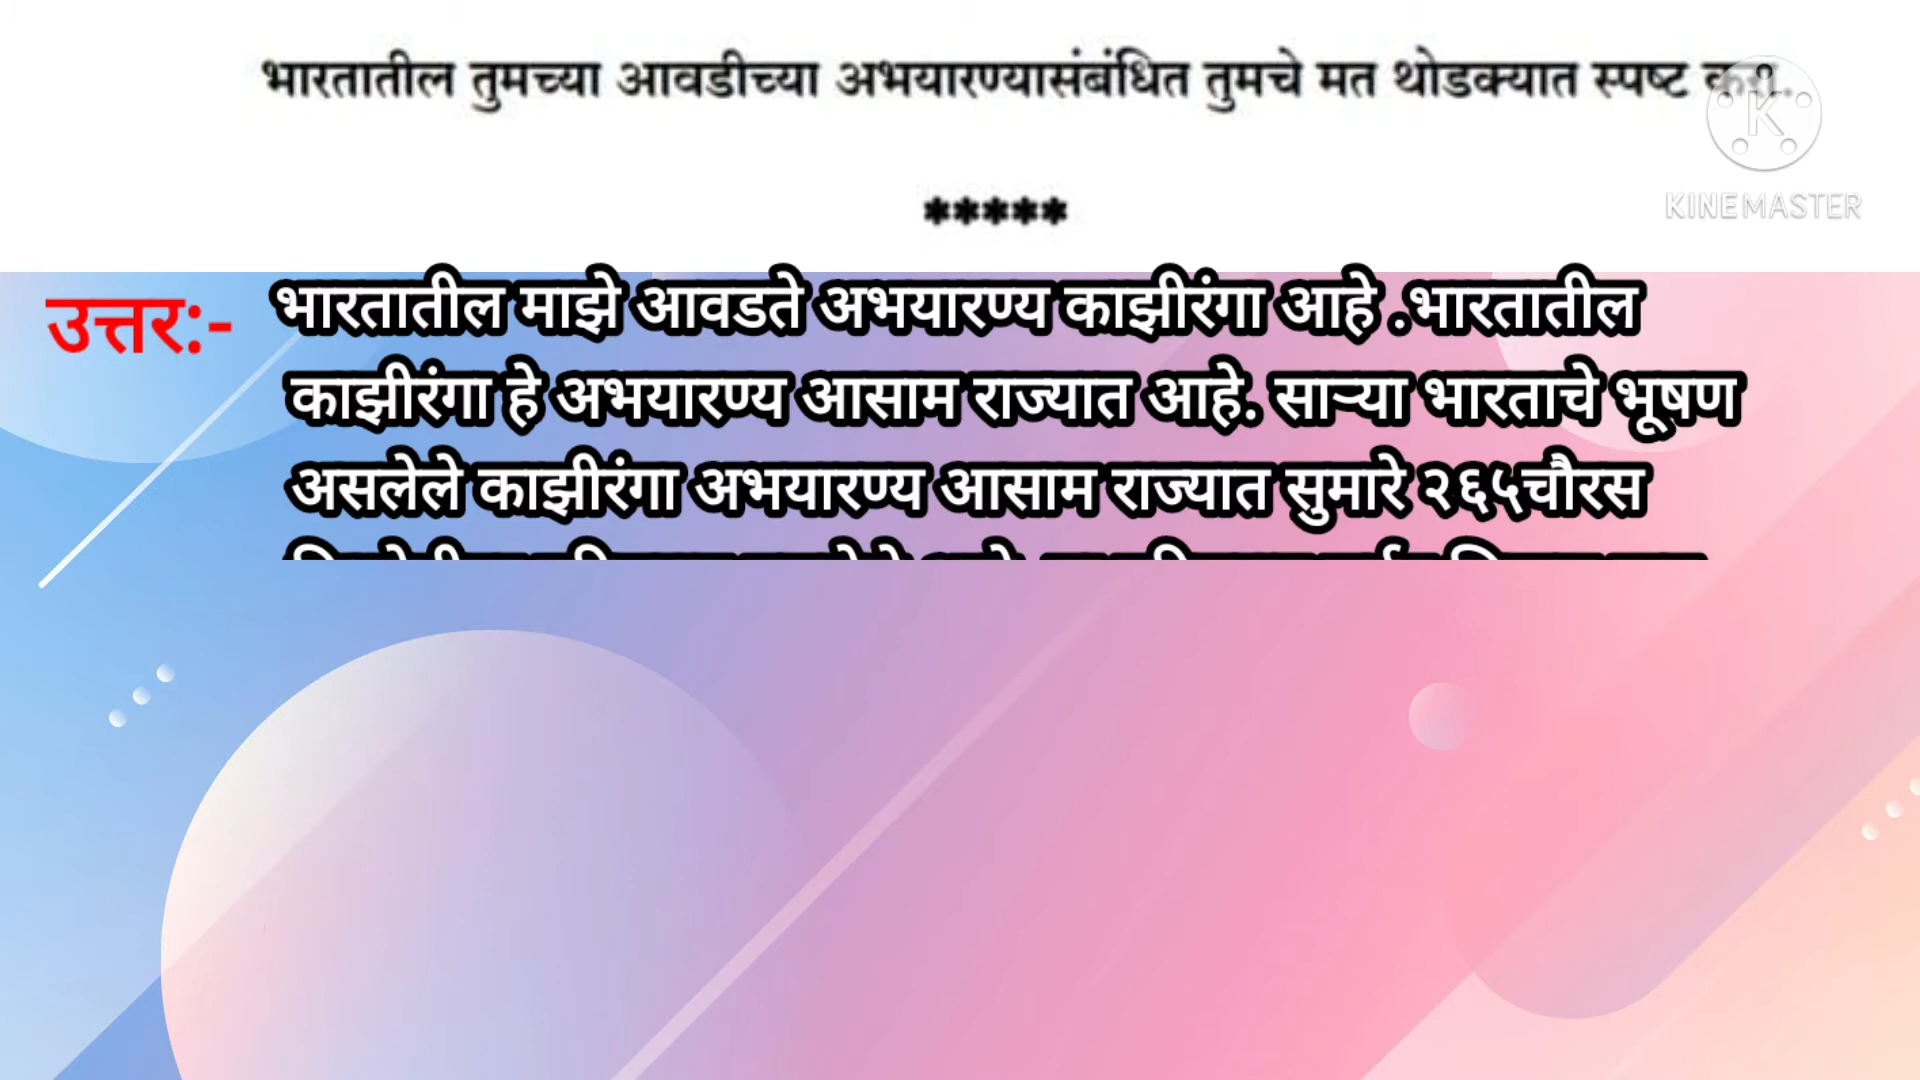 भारतातील तुमच्या आवडीच्या अभयारण्यासंबंधित तुमचे मत थोडक्यात स्पष्ट
KINEMASTER
*****
उत्तर:- भारतातील माझे आवडते अभयारण्य काझीरंगा आहे .भारतातील
काझीरंगा हे अभयारण्य आसाम राज्यात आहे. साऱ्या भारताचे भूषण
असलेले काझीरंगा अभयारण्य आसाम राज्यात सुमारे २६५चौरस